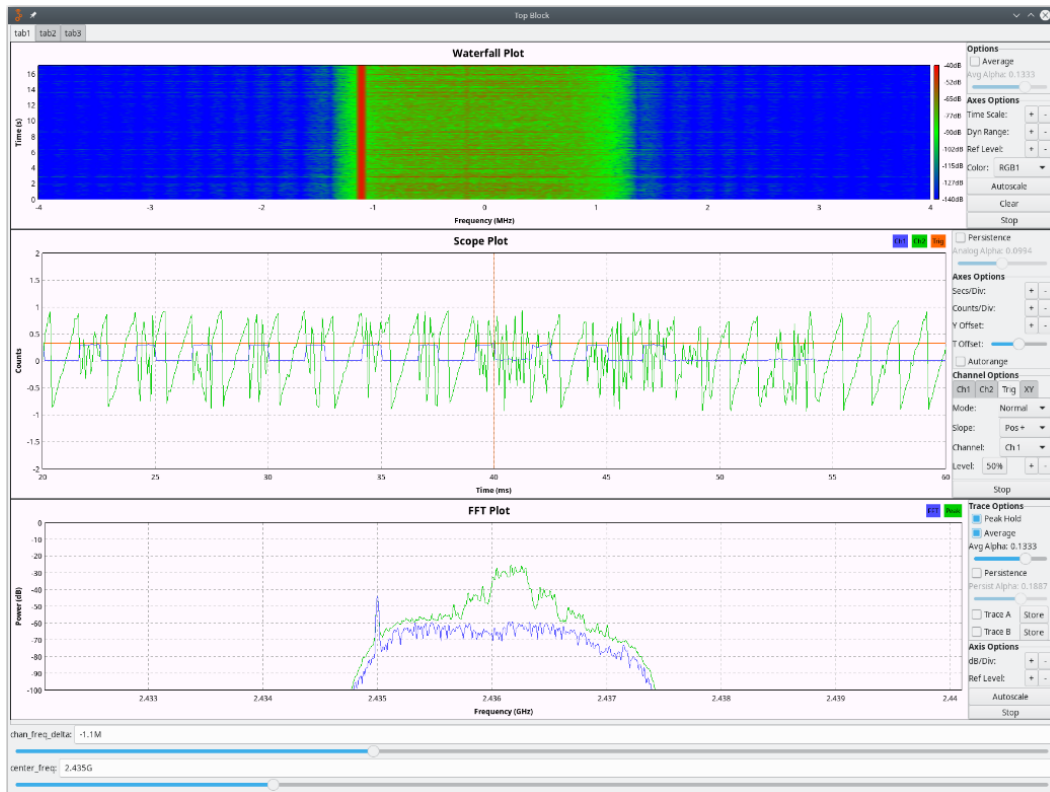 Top Block
tab1 tab2 tab3
Waterfall Plot
Time (s)
16
14
12
10
8
6
4
2
0
-4 -3 -2 -1 0 1 2 3 4
Frequency (MHz)
-40dB
-52dB
-65dB
-77dB
-90dB
-102dB
-115dB
-127dB
-140dB
Options
Average
Avg Alpha: 0.1333
Axes Options
Time Scale: + -
Dyn Range: + -
Ref Level: + -
Color: RGB1
Autoscale
Clear
Stop
Scope Plot
Ch1 Ch2 Trig
Counts
2
1.5
1
0.5
0
-0.5
-1
-1.5
-2
20 25 30 35 40 45 50 55 60
Time (ms)
Persistence
Analog Alpha: 0.0994
Axes Options
Secs/Div: + -
Counts/Div: + -
Y Offset: + -
T Offset:
Autorange
Channel Options
Ch1 Ch2 Trig XY
Mode: Normal
Slope: Pos +
Channel: Ch 1
Level: 50% + -
Stop
FFT Plot
FFT Peak
Power (dB)
0
-10
-20
-30
-40
-50
-60
-70
-80
-90
-100
2.433 2.434 2.435 2.436 2.437 2.438 2.439 2.44
Frequency (GHz)
Trace Options
Peak Hold
Average
Avg Alpha: 0.1333
Persistence
Persist Alpha: 0.1887
Trace A Store
Trace B Store
Axis Options
dB/Div: + -
Ref Level: + -
Autoscale
Stop
chan_freq_delta: -1.1M
center_freq: 2.435G